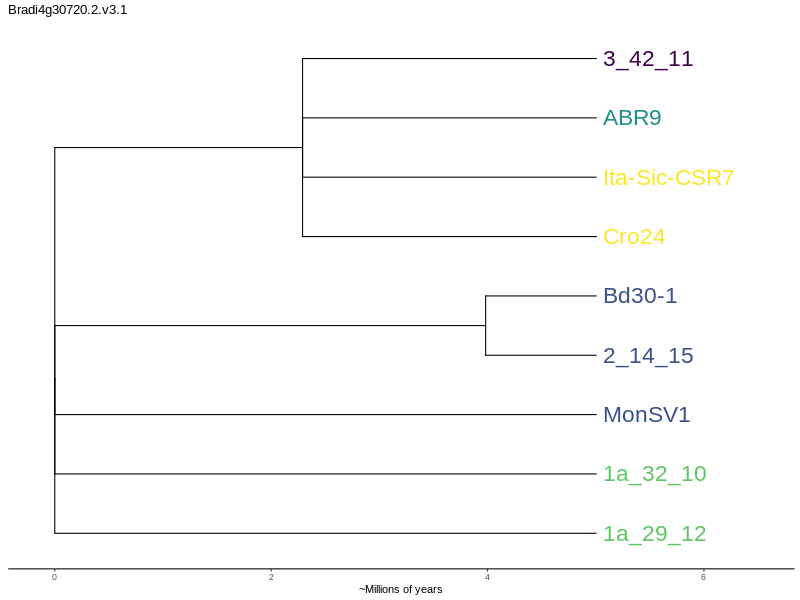 Bradi4g30720.2.v3.1
3_42_11
ABR9
Ita-Sic-CSR7
Cro24
Bd30-1
2_14_15
MonSV1
1a_32_10
1a_29_12
0 2 4 6
~Millions of years